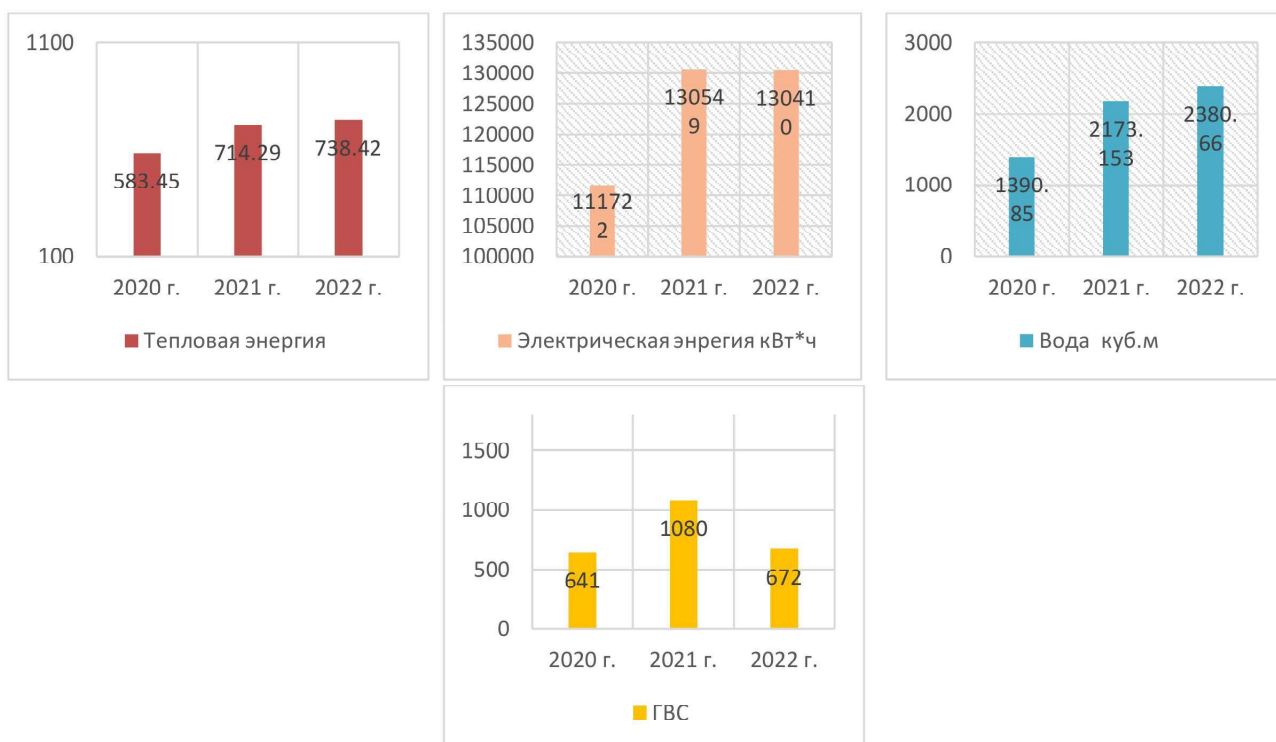 1100
100
583.45
714.29
738.42
2020 г.
2021 г.
2022 г.
Тепловая энергия
135000
130000
125000
120000
115000
110000
105000
100000
11172
2
13054
9
13041
0
2020 г.
2021 г.
2022 г.
Электрическая энрегия кВт*ч
3000
2000
1000
0
1390.
85
2173.
153
2380.
66
2020 г.
2021 г.
2022 г.
Вода куб.м
1500
1000
500
0
641
1080
672
2020 г.
2021 г.
2022 г.
ГВС